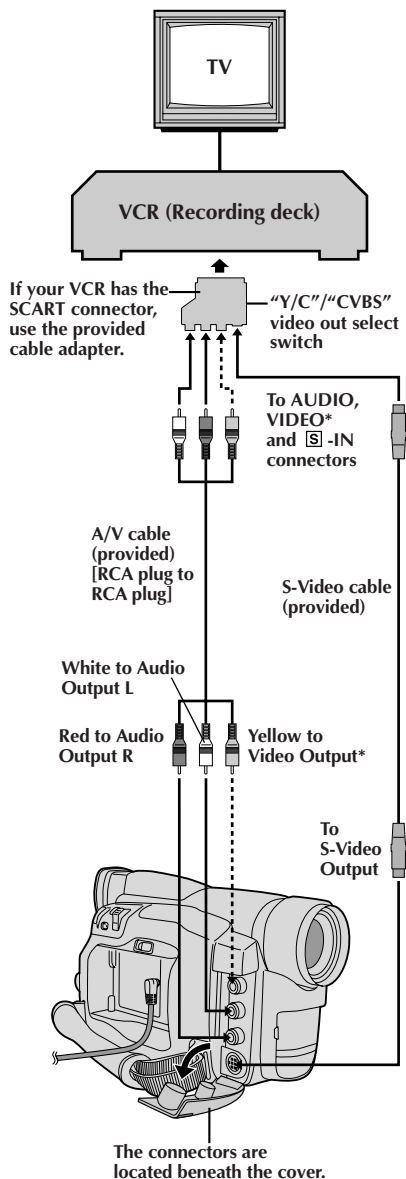 TV
VCR (Recording deck)
If your VCR has the
SCART connector,
use the provided
cable adapter.
“Y/C”/“CVBS”
video out select
switch
To AUDIO,
VIDEO*
and S -IN
connectors
A/V cable
(provided)
[RCA plug to
RCA plug]
S-Video cable
(provided)
White to Audio
Output L
Red to Audio
Output R
Yellow to
Video Output*
To
S-Video
Output
The connectors are
located beneath the cover.